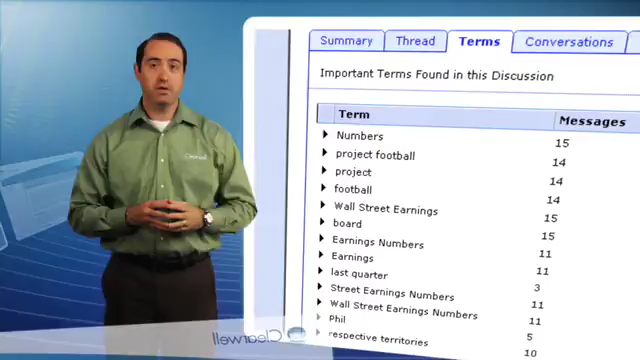 Summary Thread Terms Conversations
Important Terms Found in this Discussion
Term Messages
Numbers 15
project football 14
project 14
football 14
Wall Street Earnings 15
board 15
Earnings Numbers 11
Earnings 11
last quarter 3
Street Earnings Numbers 11
Wall Street Earnings Numbers 11
Phil 5
respective territories 10
Clearwell
Clearwell